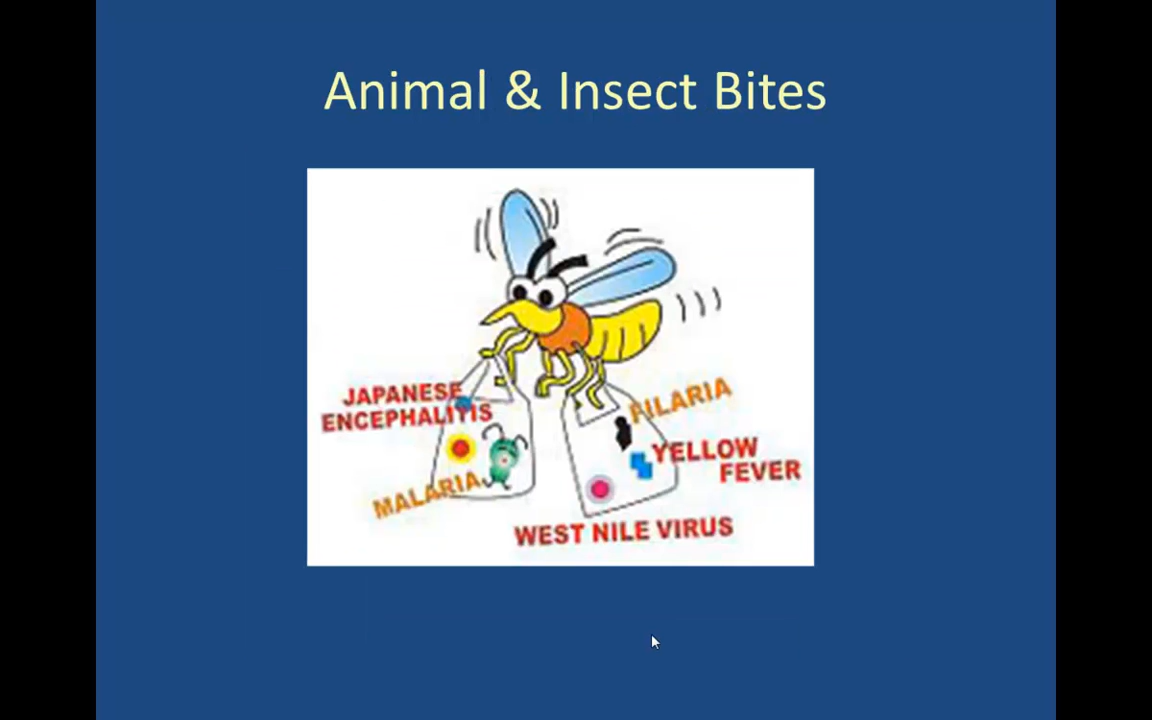 Animal & Insect Bites
JAPANESE
ENCEPHALITIS
MALARIA
FILARIA
YELLOW
FEVER
WEST NILE VIRUS